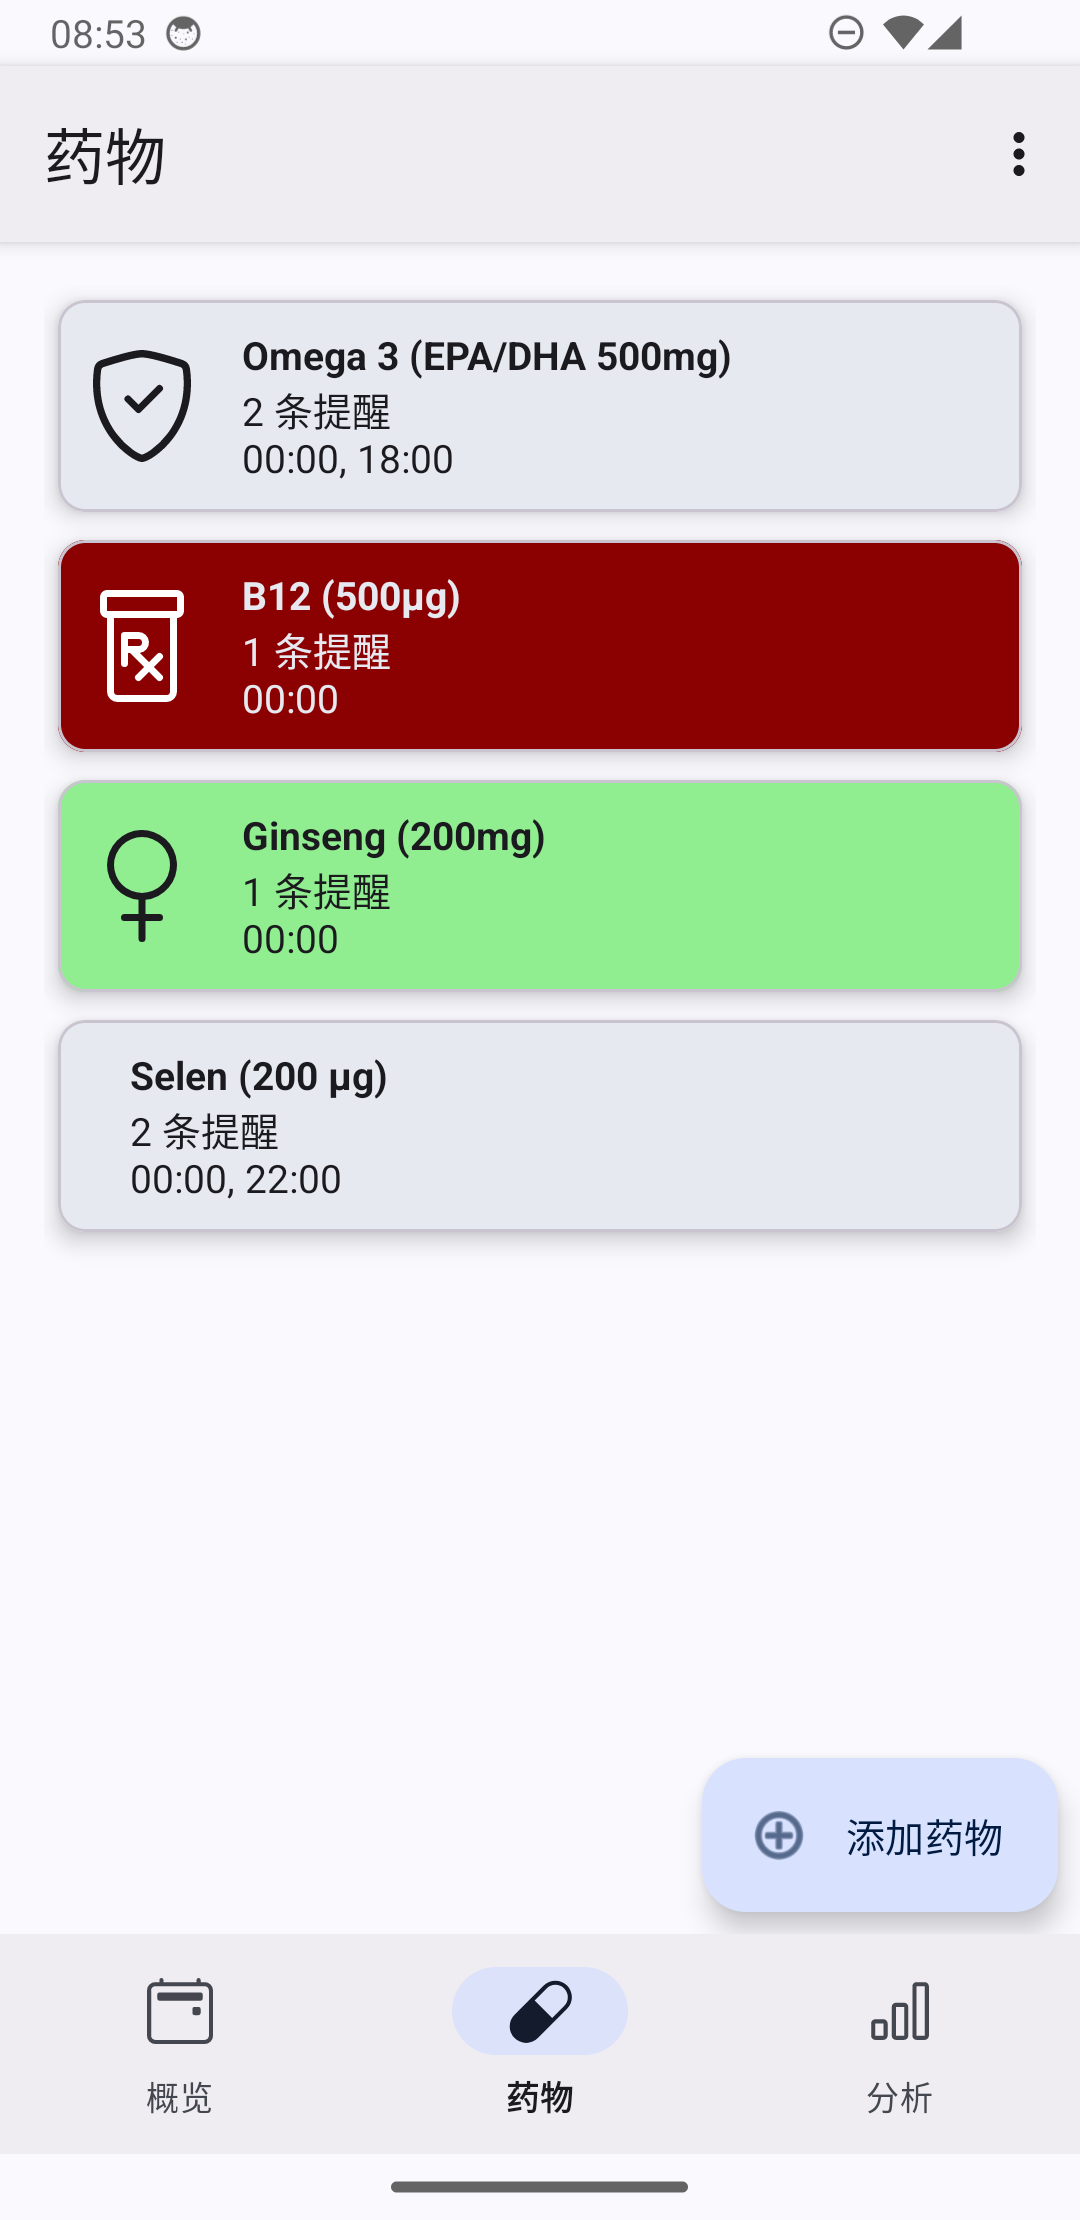 08:53
药物
Omega 3 (EPA/DHA 500mg)
2 条提醒
00:00, 18:00
B12 (500µg)
1 条提醒
00:00
Ginseng (200mg)
1 条提醒
00:00
Selen (200 µg)
2 条提醒
00:00, 22:00
添加药物
概览
药物
分析